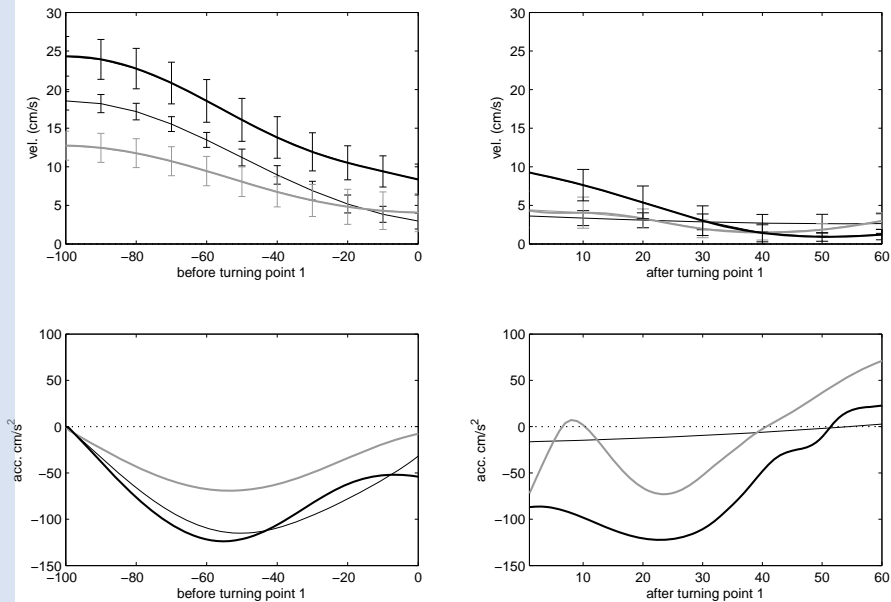 30
25
20
15
10
5
0
vel. (cm/s)
−100 −80 −60 −40 −20 0
before turning point 1
30
25
20
15
10
5
0
vel. (cm/s)
10 20 30 40 50 60
after turning point 1
100
50
0
−50
−100
−150
acc. cm/s²
−100 −80 −60 −40 −20 0
before turning point 1
100
50
0
−50
−100
−150
acc. cm/s²
10 20 30 40 50 60
after turning point 1